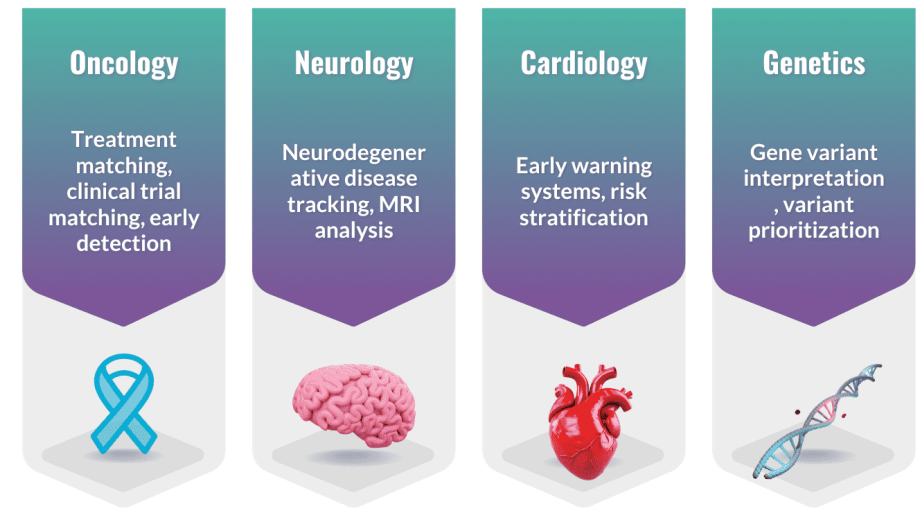 Oncology
Treatment
matching,
clinical trial
matching, early
detection
Neurology
Neurodegener
ative disease
tracking, MRI
analysis
Cardiology
Early warning
systems, risk
stratification
Genetics
Gene variant
interpretation
, variant
prioritization